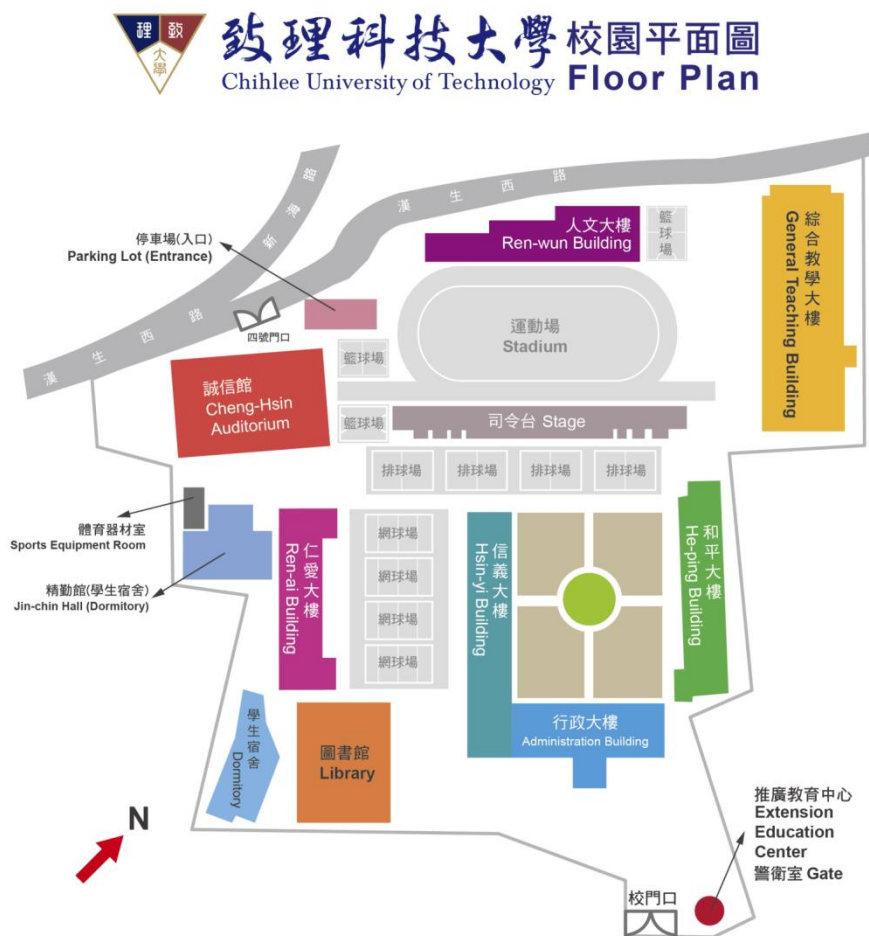 理 致
大學
致理科技大學 校園平面圖
Chihlee University of Technology Floor Plan
新海路
漢生西路
漢生西路
停車場(入口)
Parking Lot (Entrance)
四號門口
人文大樓
Ren-wun Building
籃球場
綜合教學大樓
General Teaching Building
運動場
Stadium
籃球場
誠信館
Cheng-Hsin
Auditorium
籃球場
司令台 Stage
排球場
排球場
排球場
排球場
體育器材室
Sports Equipment Room
精勤館(學生宿舍)
Jin-chin Hall (Dormitory)
仁愛大樓
Ren-ai Building
網球場
網球場
網球場
網球場
信義大樓
Hsin-yi Building
和平大樓
He-ping Building
學生宿舍
Dormitory
圖書館
Library
行政大樓
Administration Building
N
推廣教育中心
Extension
Education
Center
警衛室 Gate
校門口